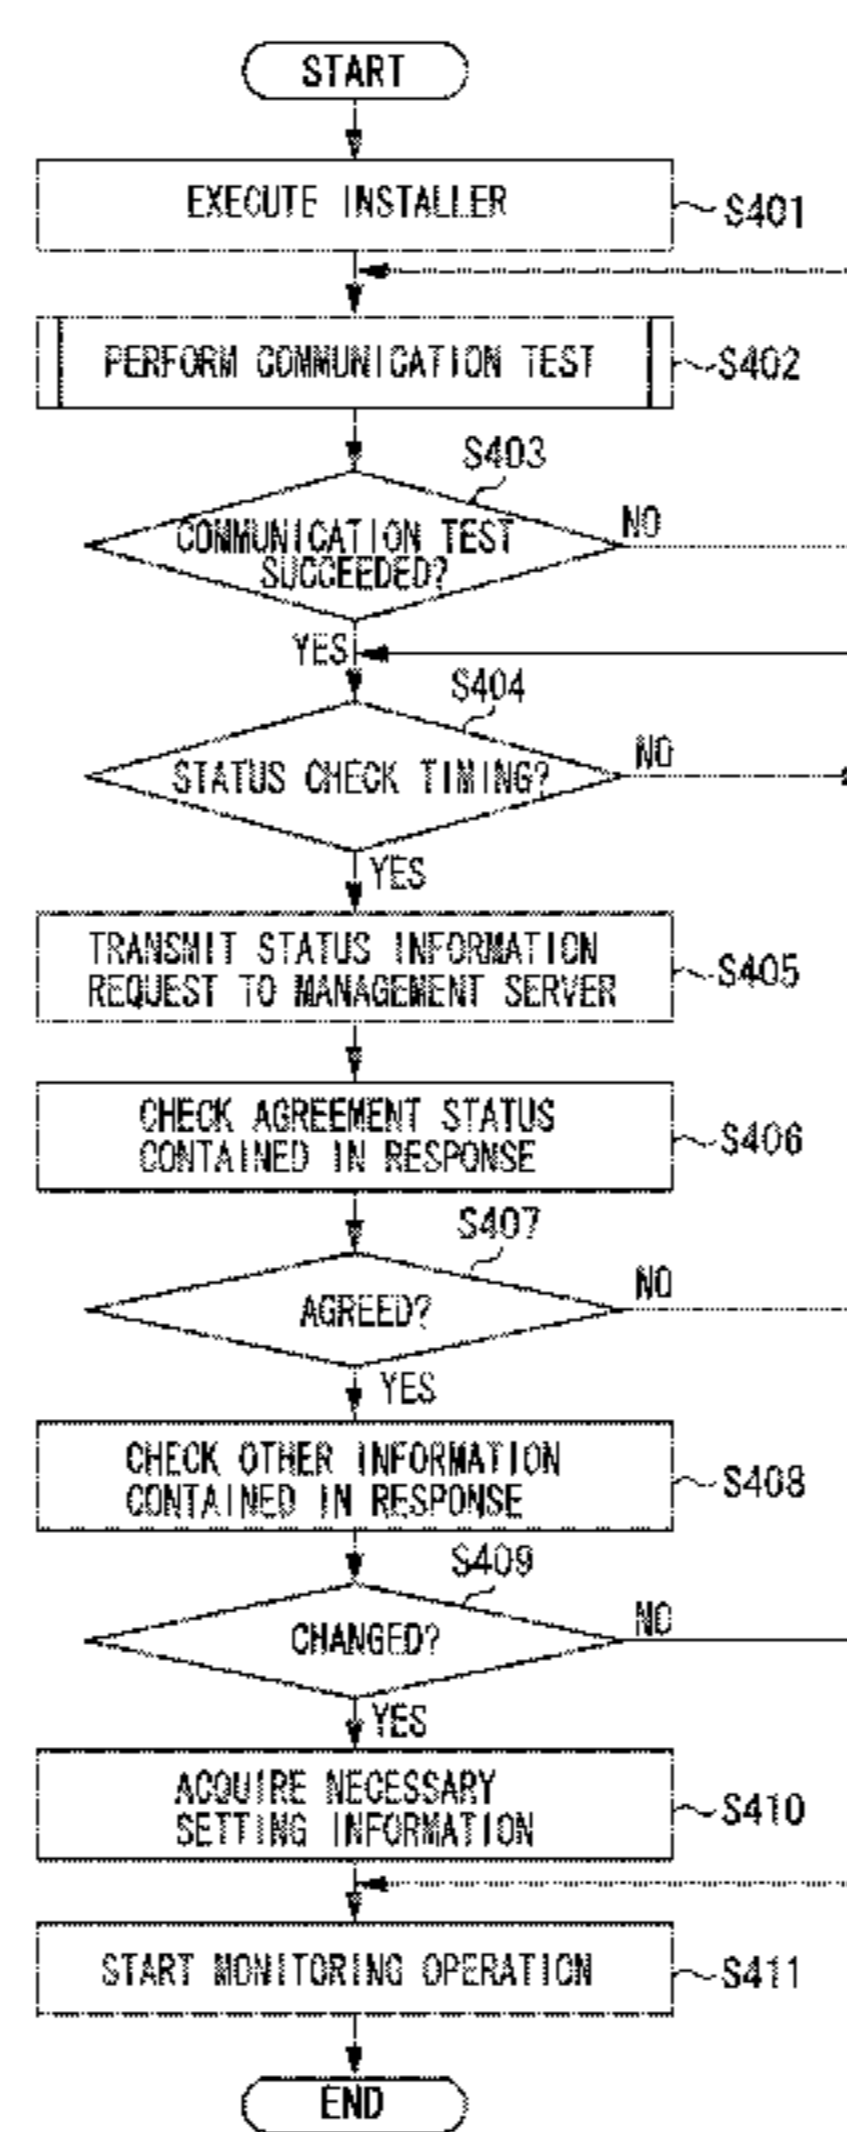 START
EXECUTE INSTALLER
S401
PERFORM COMMUNICATION TEST
S402
S403
COMMUNICATION TEST
SUCCEEDED?
NO
YES
S404
STATUS CHECK TIMING?
NO
YES
TRANSMIT STATUS INFORMATION
REQUEST TO MANAGEMENT SERVER
S405
CHECK AGREEMENT STATUS
CONTAINED IN RESPONSE
S406
S407
AGREED?
NO
YES
CHECK OTHER INFORMATION
CONTAINED IN RESPONSE
S408
S409
CHANGED?
NO
YES
ACQUIRE NECESSARY
SETTING INFORMATION
S410
START MONITORING OPERATION
S411
END